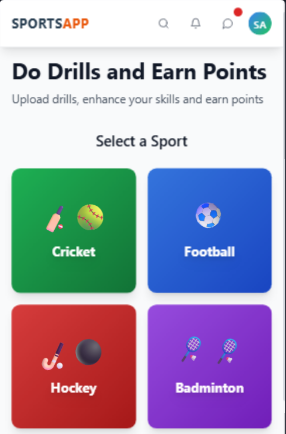 SPORTSAPP
SA
Do Drills and Earn Points
Upload drills, enhance your skills and earn points
Select a Sport
Cricket
Football
Hockey
Badminton